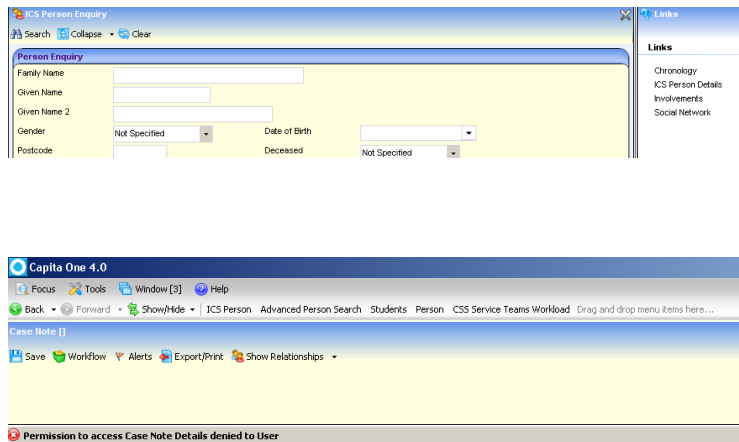 ICS Person Enquiry
Links
Search Collapse Clear
Links
Person Enquiry
Family Name
Chronology
ICS Person Details
Given Name
Involvements
Given Name 2
Social Network
Gender Not Specified Date of Birth
Postcode Deceased Not Specified
Capita One 4.0
Focus Tools Window [3] Help
Back Forward Show/Hide ICS Person Advanced Person Search Students Person CSS Service Teams Workload Drag and drop menu items here...
Case Note []
Save Workflow Alerts Export/Print Show Relationships
Permission to access Case Note Details denied to User